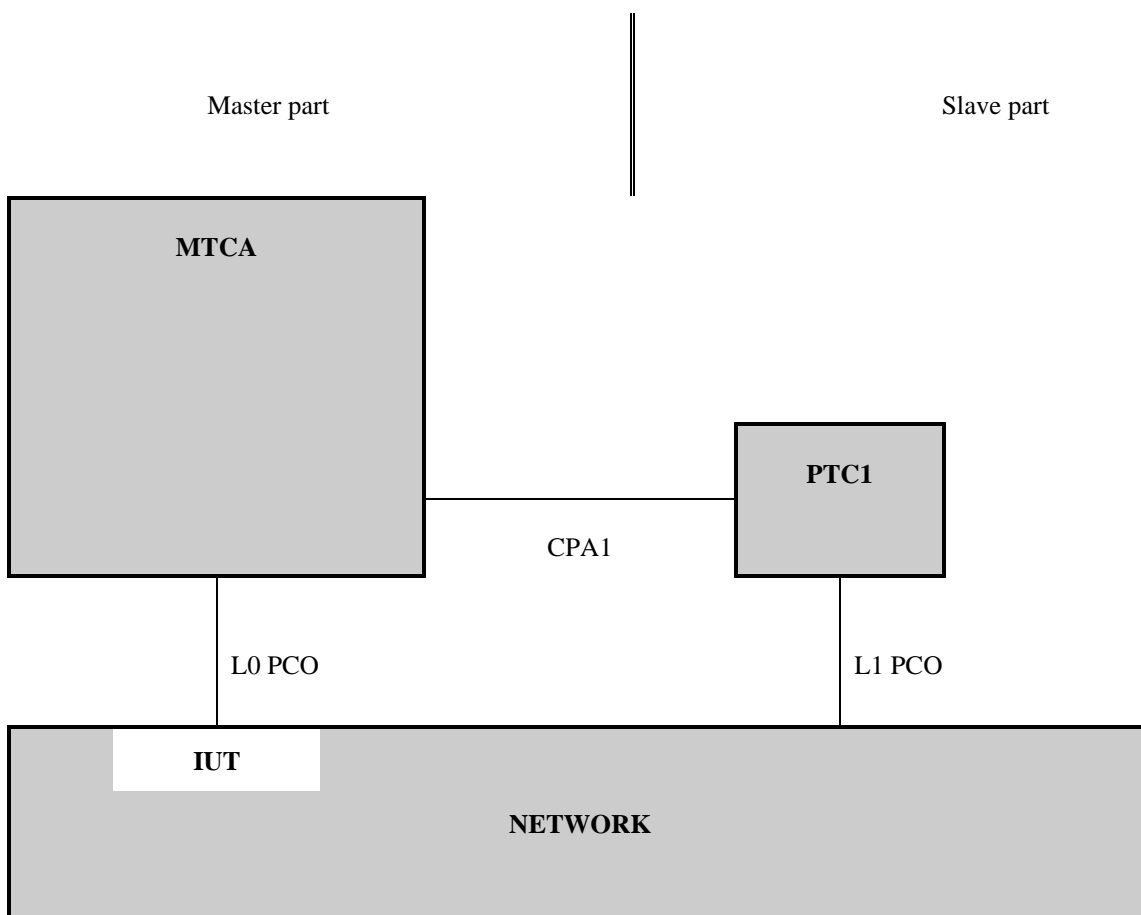 Master part
Slave part
MTCA
PTC1
CPA1
L0 PCO
L1 PCO
IUT
NETWORK